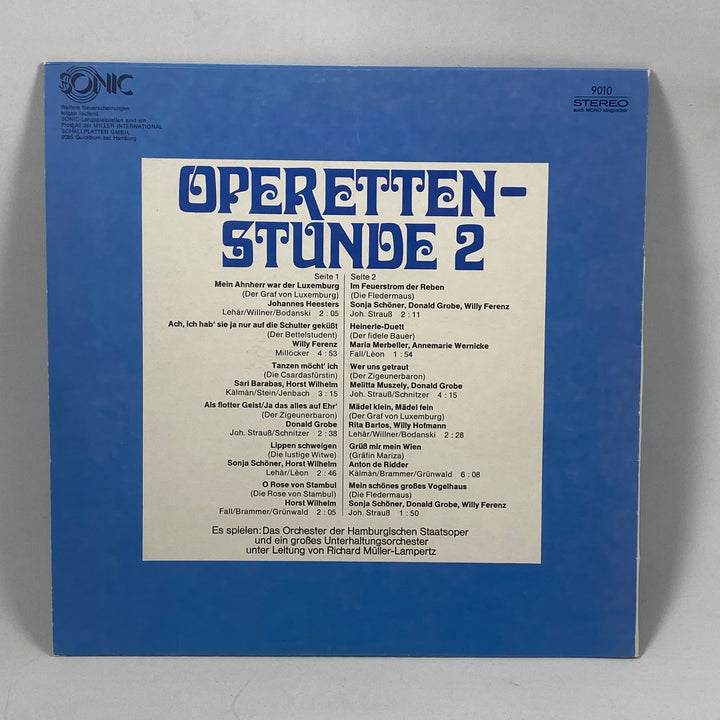 SONIC
Weitere Neuerscheinungen
folgen laufend.
SONIC-Langspielplatten sind ein
Produkt der MILLER INTERNATIONAL
SCHALLPLATTEN GMBH,
2085 Quickborn bei Hamburg
9010
STEREO
auch MONO abspielbar
OPERETTEN-
STUNDE 2
Seite 1
Mein Ahnherr war der Luxemburg
(Der Graf von Luxemburg)
Johannes Heesters
Lehár/Willner/Bodanski 2 : 05
Ach, ich hab' sie ja nur auf die Schulter geküßt
(Der Bettelstudent)
Willy Ferenz
Millöcker 4 : 53
Tanzen möcht' ich
(Die Csardasfürstin)
Sari Barabas, Horst Wilhelm
Kàlmàn/Stein/Jenbach 3 : 15
Als flotter Geist/Ja das alles auf Ehr'
(Der Zigeunerbaron)
Donald Grobe
Joh. Strauß/Schnitzer 2 : 38
Lippen schweigen
(Die lustige Witwe)
Sonja Schöner, Horst Wilhelm
Lehár/Lèon 2 : 46
O Rose von Stambul
(Die Rose von Stambul)
Horst Wilhelm
Fall/Brammer/Grünwald 2 : 05
Seite 2
Im Feuerstrom der Reben
(Die Fledermaus)
Sonja Schöner, Donald Grobe, Willy Ferenz
Joh. Strauß 2 : 11
Heinerle-Duett
(Der fidele Bauer)
Maria Merbeller, Annemarie Wernicke
Fall/Lèon 1 : 54
Wer uns getraut
(Der Zigeunerbaron)
Melitta Muszely, Donald Grobe
Joh. Strauß/Schnitzer 4 : 15
Mädel klein, Mädel fein
(Der Graf von Luxemburg)
Rita Bartos, Willy Hofmann
Lehár/Willner/Bodanski 2 : 28
Grüß mir mein Wien
(Gräfin Mariza)
Anton de Ridder
Kàlmàn/Brammer/Grünwald 6 : 08
Mein schönes großes Vogelhaus
(Die Fledermaus)
Sonja Schöner, Donald Grobe, Willy Ferenz
Joh. Strauß 1 : 50
Es spielen: Das Orchester der Hamburgischen Staatsoper
und ein großes Unterhaltungsorchester
unter Leitung von Richard Müller-Lampertz